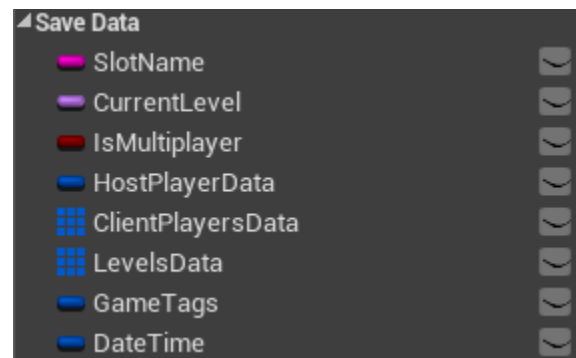 Save Data
SlotName
CurrentLevel
IsMultiplayer
HostPlayerData
ClientPlayersData
LevelsData
GameTags
DateTime